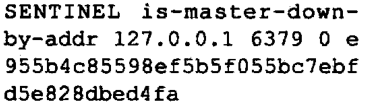 SENTINEL is-master-down-
by-addr 127.0.0.1 6379 0 e
955b4c85598ef5b5f055bc7ebf
d5e828dbed4fa